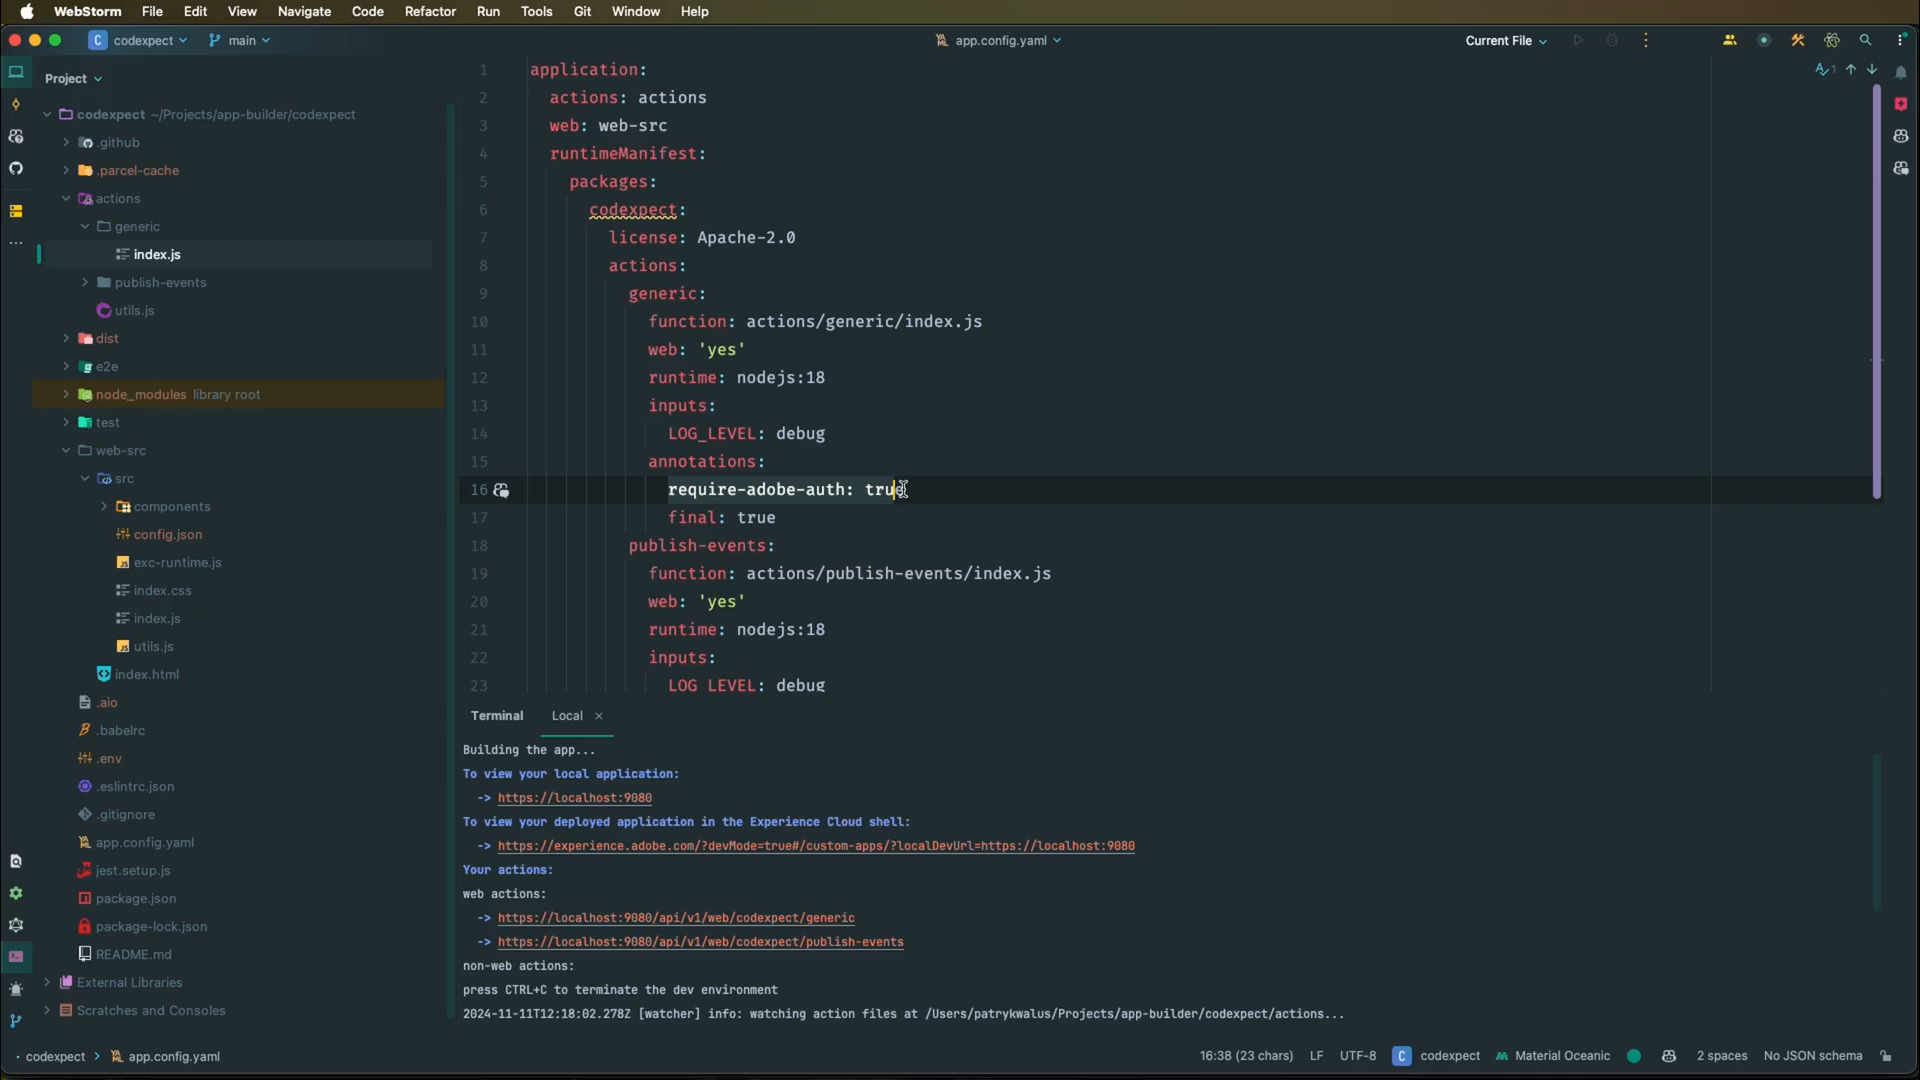 WebStorm File Edit View Navigate Code Refactor Run Tools Git Window Help
C codexpect main app.config.yaml Current File
Project
codexpect ~/Projects/app-builder/codexpect
.github
.parcel-cache
actions
generic
index.js
publish-events
utils.js
dist
e2e
node_modules library root
test
web-src
src
components
config.json
exc-runtime.js
index.css
index.js
utils.js
index.html
.aio
.babelrc
.env
.eslintrc.json
.gitignore
app.config.yaml
jest.setup.js
package.json
package-lock.json
README.md
External Libraries
Scratches and Consoles
1 application:
2 actions: actions
3 web: web-src
4 runtimeManifest:
5 packages:
6 codexpect:
7 license: Apache-2.0
8 actions:
9 generic:
10 function: actions/generic/index.js
11 web: 'yes'
12 runtime: nodejs:18
13 inputs:
14 LOG_LEVEL: debug
15 annotations:
16 require-adobe-auth: true
17 final: true
18 publish-events:
19 function: actions/publish-events/index.js
20 web: 'yes'
21 runtime: nodejs:18
22 inputs:
23 LOG_LEVEL: debug
1
Terminal Local ×
Building the app...
To view your local application:
-> https://localhost:9080
To view your deployed application in the Experience Cloud shell:
-> https://experience.adobe.com/?devMode=true#/custom-apps/?localDevUrl=https://localhost:9080
Your actions:
web actions:
-> https://localhost:9080/api/v1/web/codexpect/generic
-> https://localhost:9080/api/v1/web/codexpect/publish-events
non-web actions:
press CTRL+C to terminate the dev environment
2024-11-11T12:18:02.278Z [watcher] info: watching action files at /Users/patrykwalus/Projects/app-builder/codexpect/actions...
codexpect > app.config.yaml 16:38 (23 chars) LF UTF-8 C codexpect Material Oceanic 2 spaces No JSON schema